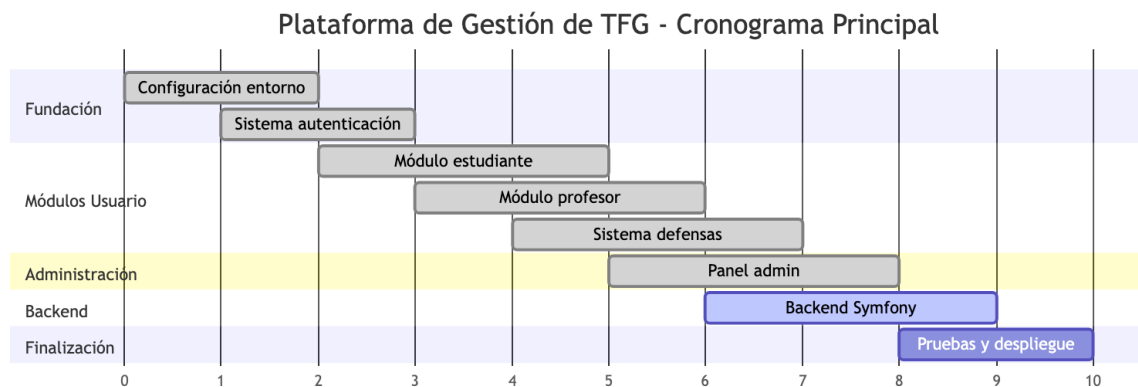 Plataforma de Gestión de TFG - Cronograma Principal
Fundación
Configuración entorno
Sistema autenticación
Módulos Usuario
Módulo estudiante
Módulo profesor
Sistema defensas
Administración
Panel admin
Backend
Backend Symfony
Finalización
Pruebas y despliegue
0 1 2 3 4 5 6 7 8 9 10